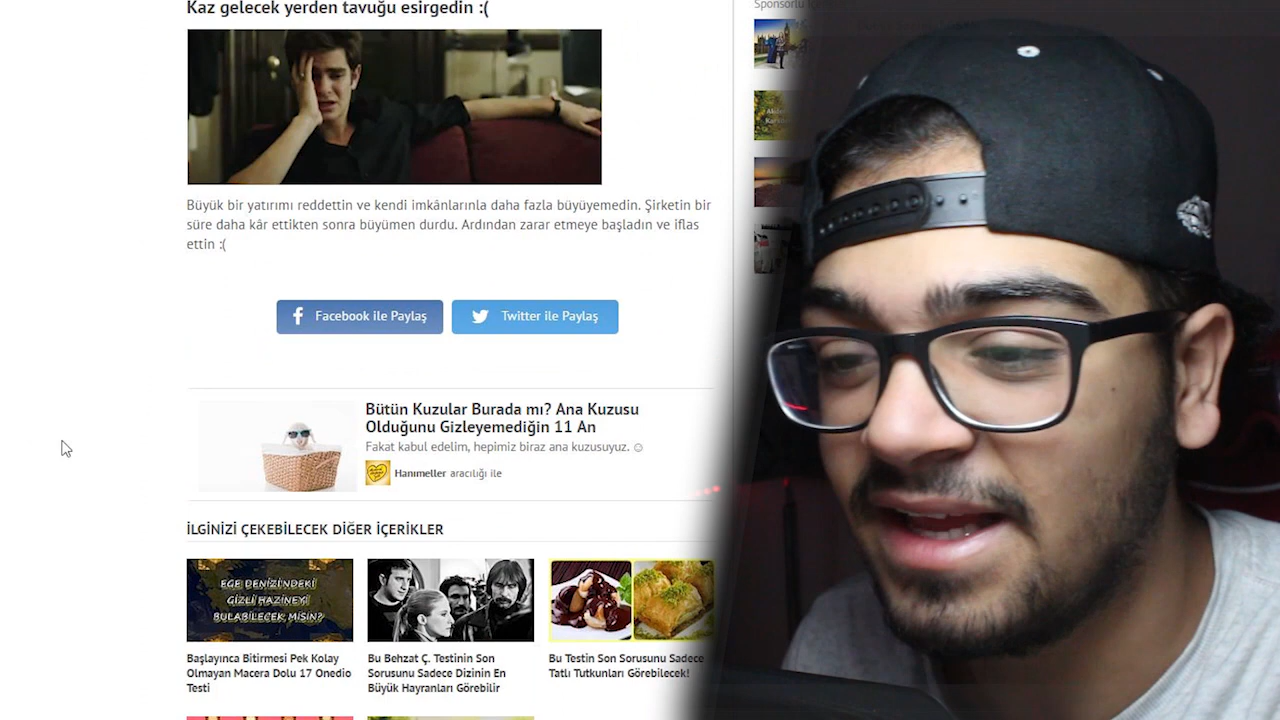 Kaz gelecek yerden tavuğu esirgedin :(
Sponsorlu
Büyük bir yatırımı reddettin ve kendi imkânlarınla daha fazla büyüyemedin. Şirketin bir
süre daha kâr ettikten sonra büyümen durdu. Ardından zarar etmeye başladın ve iflas
ettin :(
Facebook ile Paylaş
Twitter ile Paylaş
Bütün Kuzular Burada mı? Ana Kuzusu
Olduğunu Gizleyemediğin 11 An
Fakat kabul edelim, hepimiz biraz ana kuzusuyuz. ☺
Hanımeller aracılığı ile
İLGİNİZİ ÇEKEBİLECEK DİĞER İÇERİKLER
EGE DENİZİNDEKİ
GİZLİ HAZİNEYİ
BULABİLECEK MİSİN?
Başlayınca Bitirmesi Pek Kolay
Olmayan Macera Dolu 17 Onedio
Testi
Bu Behzat Ç. Testinin Son
Sorusunu Sadece Dizinin En
Büyük Hayranları Görebilir
Bu Testin Son Sorusunu Sadece
Tatlı Tutkunları Görebilecek!